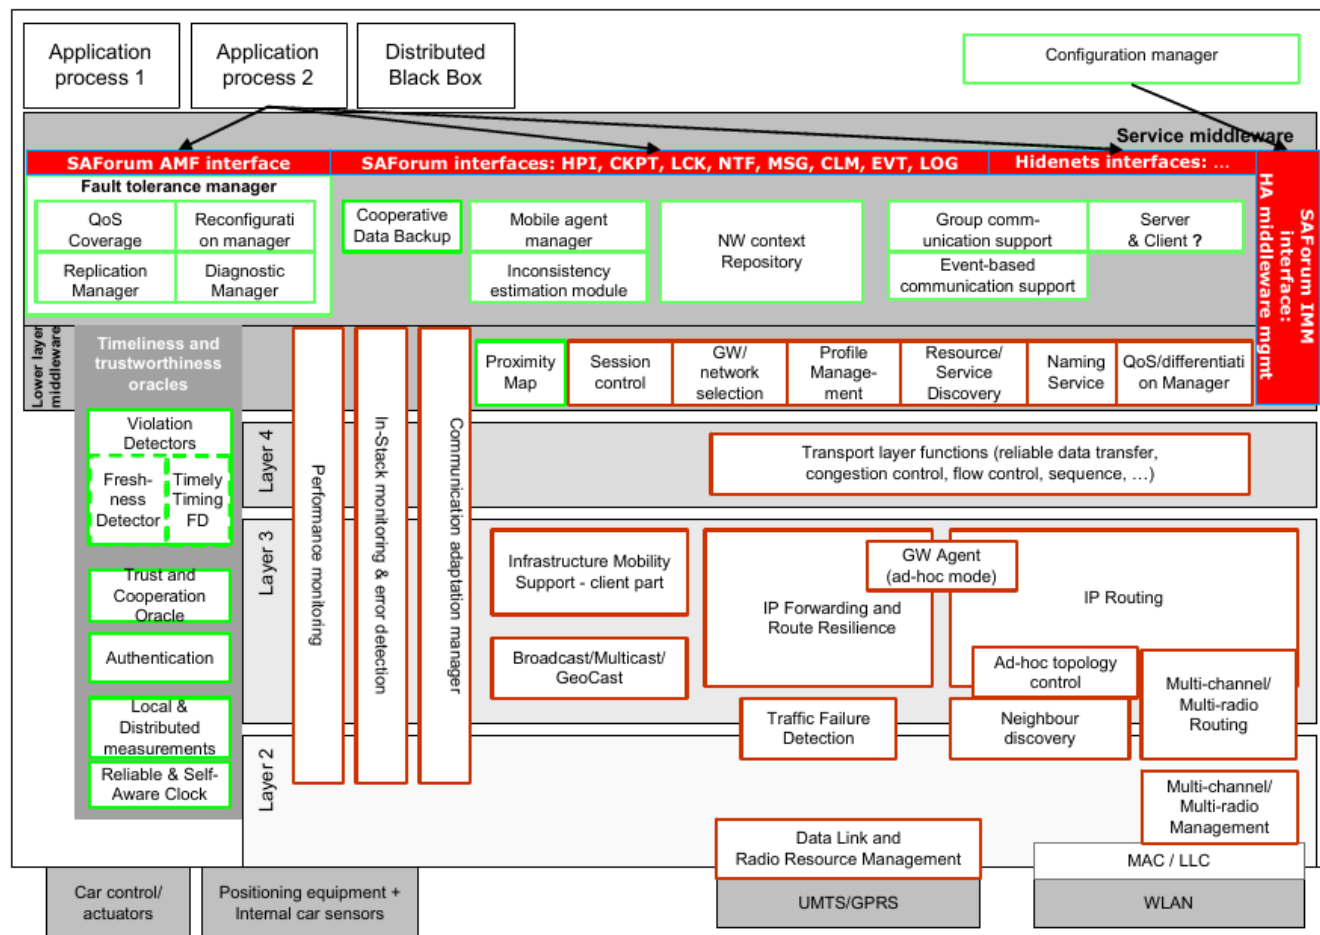 Application
process 1
Application
process 2
Distributed
Black Box
Configuration manager
Service middleware
SAForum AMF interface
SAForum interfaces: HPI, CKPT, LCK, NTF, MSG, CLM, EVT, LOG
Hidenets interfaces: ...
SAForum IMM
interface:
HA middleware mgmt
Fault tolerance manager
QoS
Coverage
Reconfigurati
on manager
Replication
Manager
Diagnostic
Manager
Cooperative
Data Backup
Mobile agent
manager
Inconsistency
estimation module
NW context
Repository
Group comm-
unication support
Event-based
communication support
Server
& Client ?
Lower layer
middleware
Timeliness and
trustworthiness
oracles
Proximity
Map
Session
control
GW/
network
selection
Profile
Manage-
ment
Resource/
Service
Discovery
Naming
Service
QoS/differentiati
on Manager
Violation
Detectors
Fresh-
ness
Detector
Timely
Timing
FD
Trust and
Cooperation
Oracle
Authentication
Local &
Distributed
measurements
Reliable & Self-
Aware Clock
Performance monitoring
In-Stack monitoring & error detection
Communication adaptation manager
Layer 4
Transport layer functions (reliable data transfer,
congestion control, flow control, sequence, ...)
Layer 3
Infrastructure Mobility
Support - client part
Broadcast/Multicast/
GeoCast
IP Forwarding and
Route Resilience
GW Agent
(ad-hoc mode)
IP Routing
Ad-hoc topology
control
Multi-channel/
Multi-radio
Routing
Traffic Failure
Detection
Neighbour
discovery
Layer 2
Multi-channel/
Multi-radio
Management
Data Link and
Radio Resource Management
MAC / LLC
Car control/
actuators
Positioning equipment +
Internal car sensors
UMTS/GPRS
WLAN